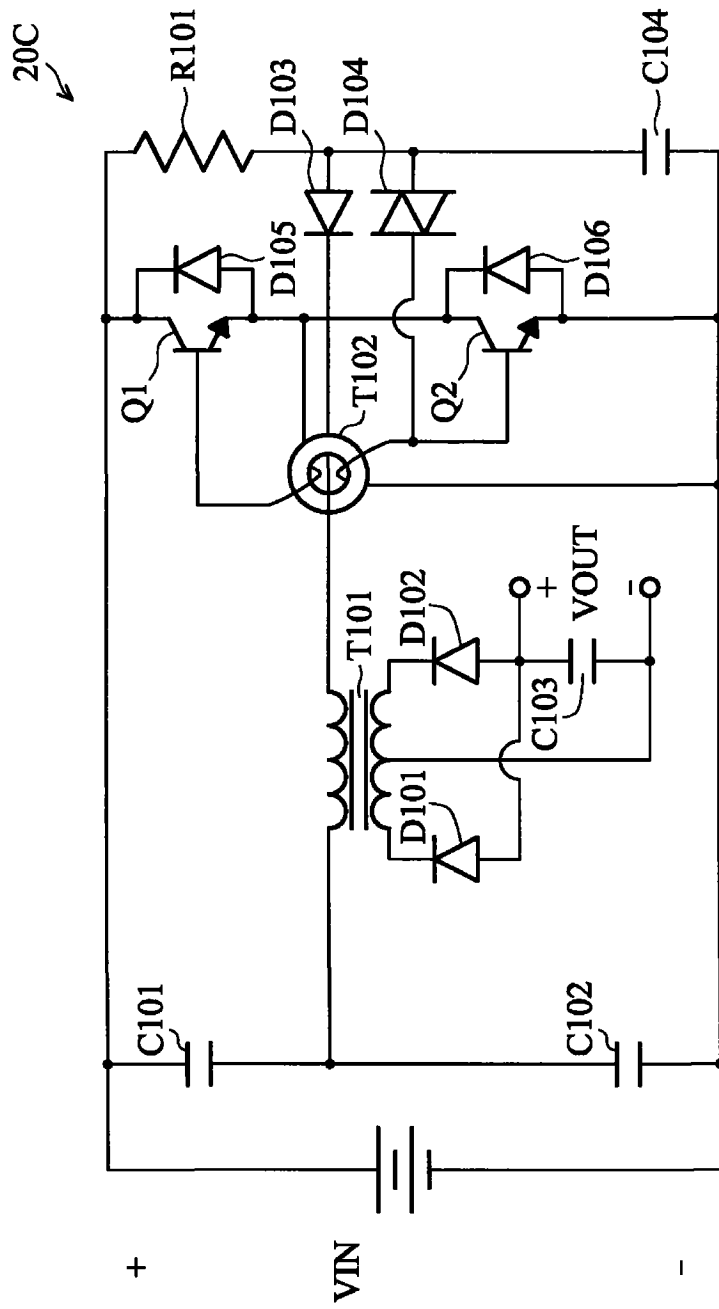 20C
R101
D103
D104
C104
D105
D106
Q1
Q2
T102
T101
D102
D101
+
VOUT
-
C103
C101
C102
+
VIN
-